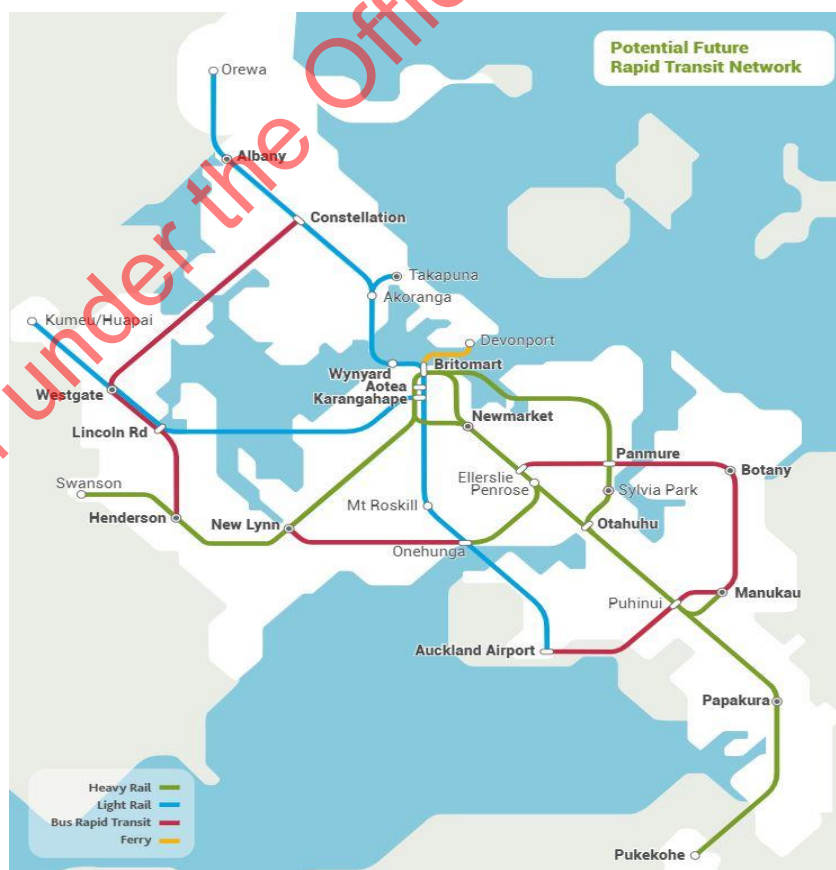 under the Offic
Potential Future
Rapid Transit Network
Orewa
Albany
Constellation
Takapuna
Akoranga
Kumeu/Huapai
Devonport
Wynyard
Britomart
Aotea
Karangahape
Westgate
Lincoln Rd
Newmarket
Panmure
Botany
Ellerslie
Penrose
Sylvia Park
Swanson
Henderson
New Lynn
Mt Roskill
Otahuhu
Onehunga
Puhinui
Manukau
Auckland Airport
Papakura
Pukekohe
Heavy Rail
Light Rail
Bus Rapid Transit
Ferry